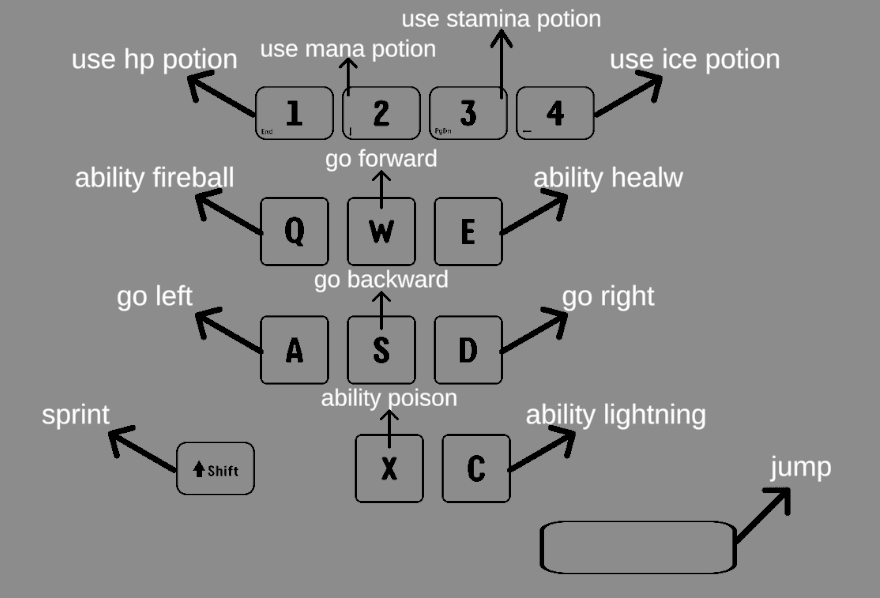 use stamina potion
use mana potion
use hp potion
use ice potion
1
End
2
3
PgDn
4
go forward
ability fireball
ability healw
Q
W
E
go backward
go left
go right
A
S
D
ability poison
sprint
ability lightning
Shift
X
C
jump